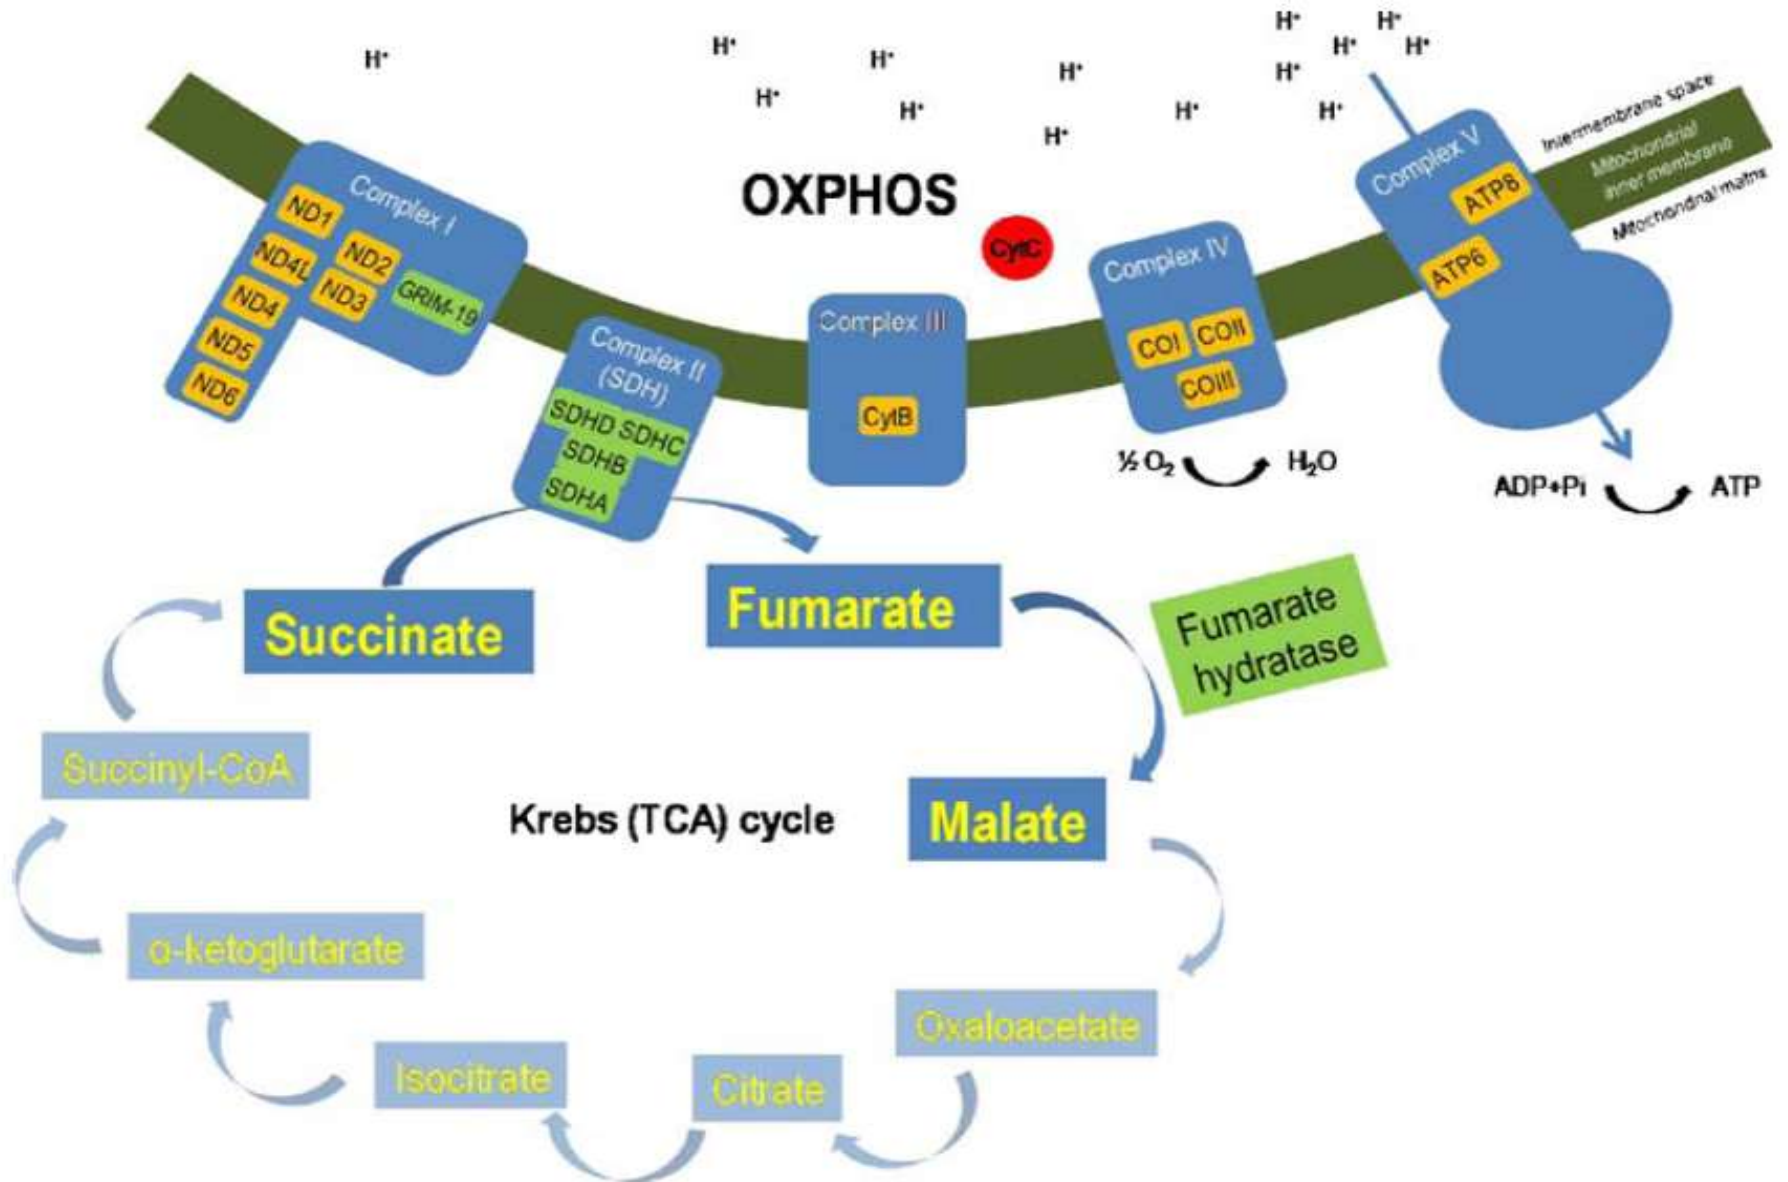 H⁺
H⁺
H⁺
H⁺
H⁺
H⁺
H⁺
H⁺
H⁺
H⁺
H⁺
H⁺
H⁺
H⁺
OXPHOS
CytC
Complex I
ND1
ND2
ND4L
ND3
ND4
ND5
ND6
GRIM-19
Complex II
(SDH)
SDHD SDHC
SDHB
SDHA
Complex III
CytB
Complex IV
COI COII
COIII
½ O₂
H₂O
Complex V
ATP8
ATP6
Intermembrane space
Mitochondrial
inner membrane
Mitochondrial matrix
ADP+Pi
ATP
Succinate
Fumarate
Fumarate
hydratase
Succinyl-CoA
Krebs (TCA) cycle
Malate
α-ketoglutarate
Oxaloacetate
Isocitrate
Citrate